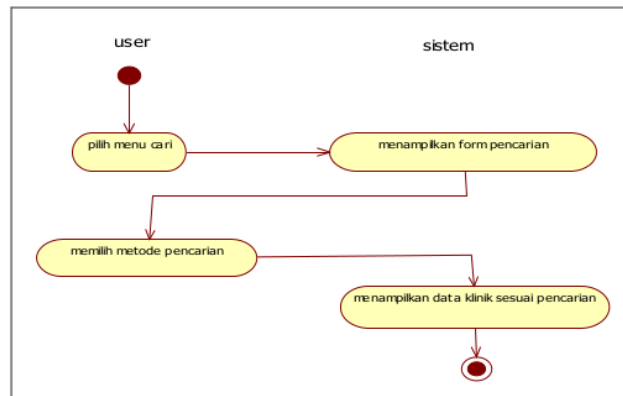 user
sistem
pilih menu cari
menampilkan form pencarian
memilih metode pencarian
menampilkan data klinik sesuai pencarian